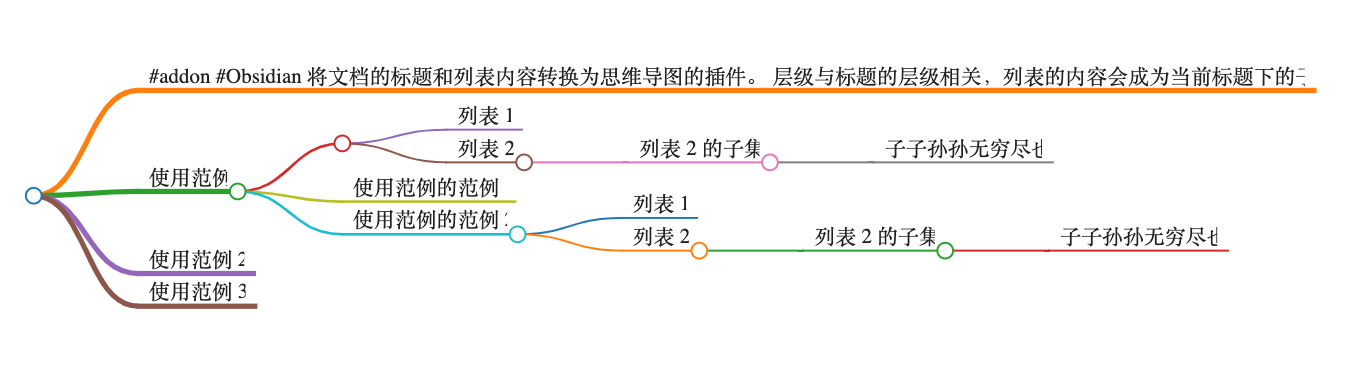 #addon #Obsidian 将文档的标题和列表内容转换为思维导图的插件。 层级与标题的层级相关，列表的内容会成为当前标题下的
列表 1
列表 2
列表 2 的子集
子子孙孙无穷尽
使用范例
使用范例的范例
使用范例的范例
列表 1
列表 2
列表 2 的子集
子子孙孙无穷尽
使用范例 2
使用范例 3